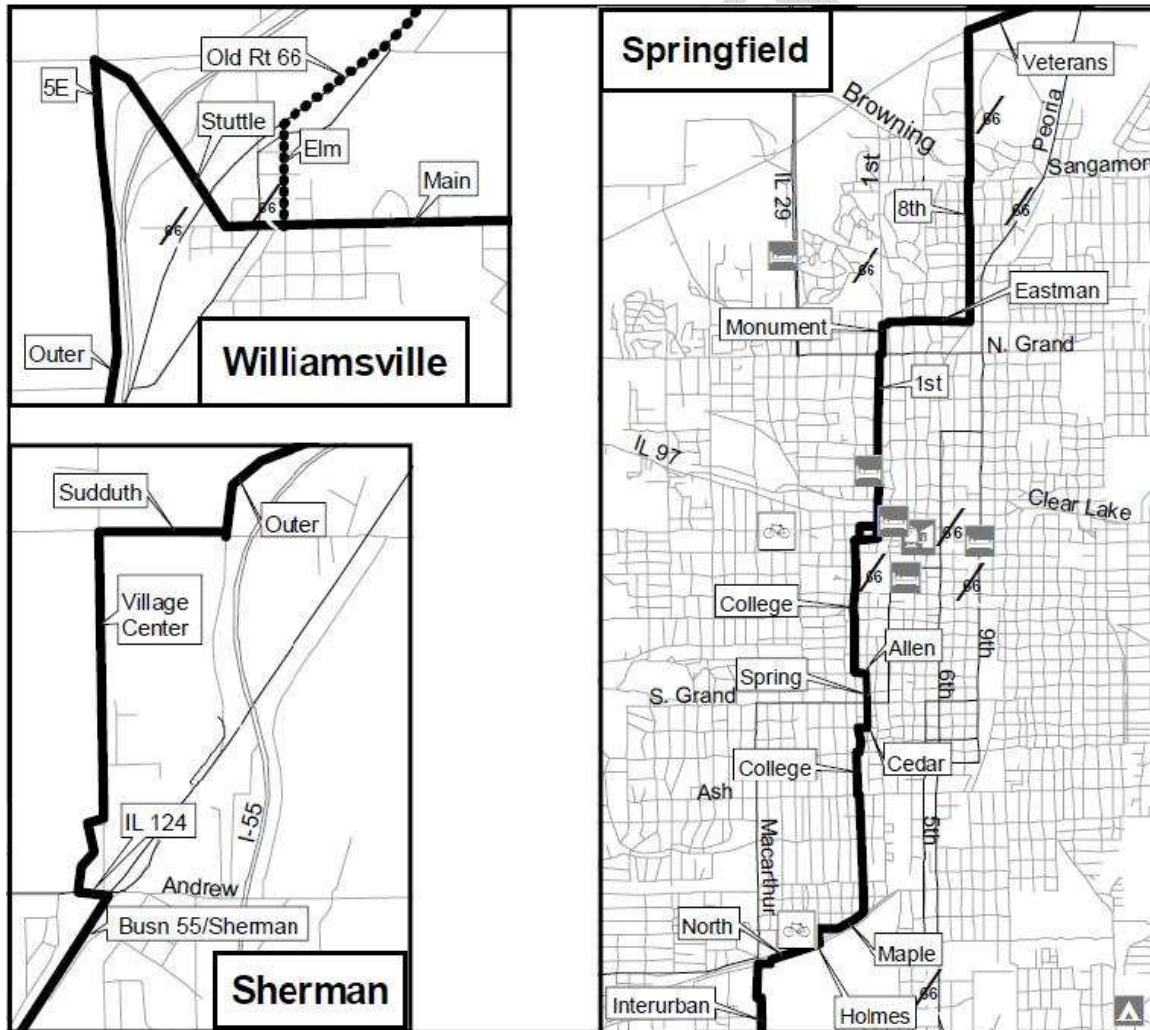 Old Rt 66
5E
Stuttle
Elm
Main
66
66
Outer
Williamsville
Sudduth
Outer
Village
Center
IL 124
I-55
Andrew
Busn 55/Sherman
Sherman
Springfield
Veterans
Browning
66
Peoria
1st
Sangamon
IL 29
8th
66
66
Eastman
Monument
N. Grand
1st
IL 97
Clear Lake
66
66
66
College
Allen
9th
Spring
6th
S. Grand
College
Cedar
Ash
5th
Macarthur
North
Maple
Interurban
Holmes
66